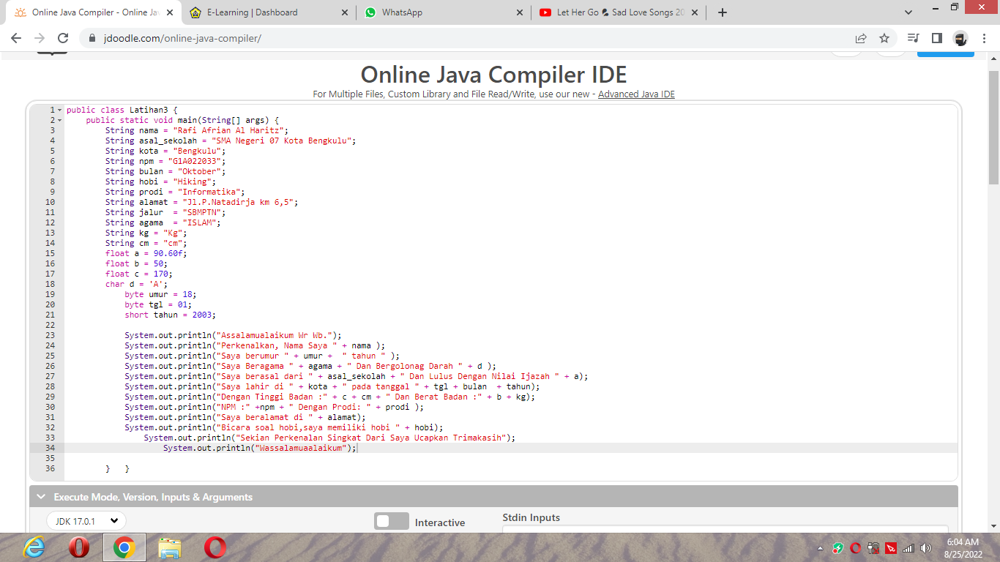 Online Java Compiler - Online Ja
E-Learning | Dashboard
WhatsApp
Let Her Go Sad Love Songs 20
jdoodle.com/online-java-compiler/
Online Java Compiler IDE
For Multiple Files, Custom Library and File Read/Write, use our new - Advanced Java IDE
1 public class Latihan3 {
2 public static void main(String[] args) {
3 String nama = "Rafi Afrian Al Haritz";
4 String asal_sekolah = "SMA Negeri 07 Kota Bengkulu";
5 String kota = "Bengkulu";
6 String npm = "G1A022033";
7 String bulan = "Oktober";
8 String hobi = "Hiking";
9 String prodi = "Informatika";
10 String alamat = "Jl.P.Natadirja km 6,5";
11 String jalur  = "SBMPTN";
12 String agama  = "ISLAM";
13 String kg = "Kg";
14 String cm = "cm";
15 float a = 90.60f;
16 float b = 50;
17 float c = 170;
18 char d = 'A';
19 byte umur = 18;
20 byte tgl = 01;
21 short tahun = 2003;
22
23 System.out.println("Assalamualaikum Wr Wb.");
24 System.out.println("Perkenalkan, Nama Saya " + nama );
25 System.out.println("Saya berumur " + umur +  " tahun " );
26 System.out.println("Saya Beragama " + agama + " Dan Bergolonag Darah " + d );
27 System.out.println("Saya berasal dari " + asal_sekolah + " Dan Lulus Dengan Nilai Ijazah " + a);
28 System.out.println("Saya lahir di " + kota + " pada tanggal " + tgl + bulan  + tahun);
29 System.out.println("Dengan Tinggi Badan :" + c + cm + " Dan Berat Badan :" + b + kg);
30 System.out.println("NPM :" +npm + " Dengan Prodi: " + prodi );
31 System.out.println("Saya beralamat di " + alamat);
32 System.out.println("Bicara soal hobi,saya memiliki hobi " + hobi);
33 System.out.println("Sekian Perkenalan Singkat Dari Saya Ucapkan Trimakasih");
34 System.out.println("Wassalamuaalaikum");
35
36 }   }
Execute Mode, Version, Inputs & Arguments
JDK 17.0.1
Interactive
Stdin Inputs
6:04 AM
8/25/2022